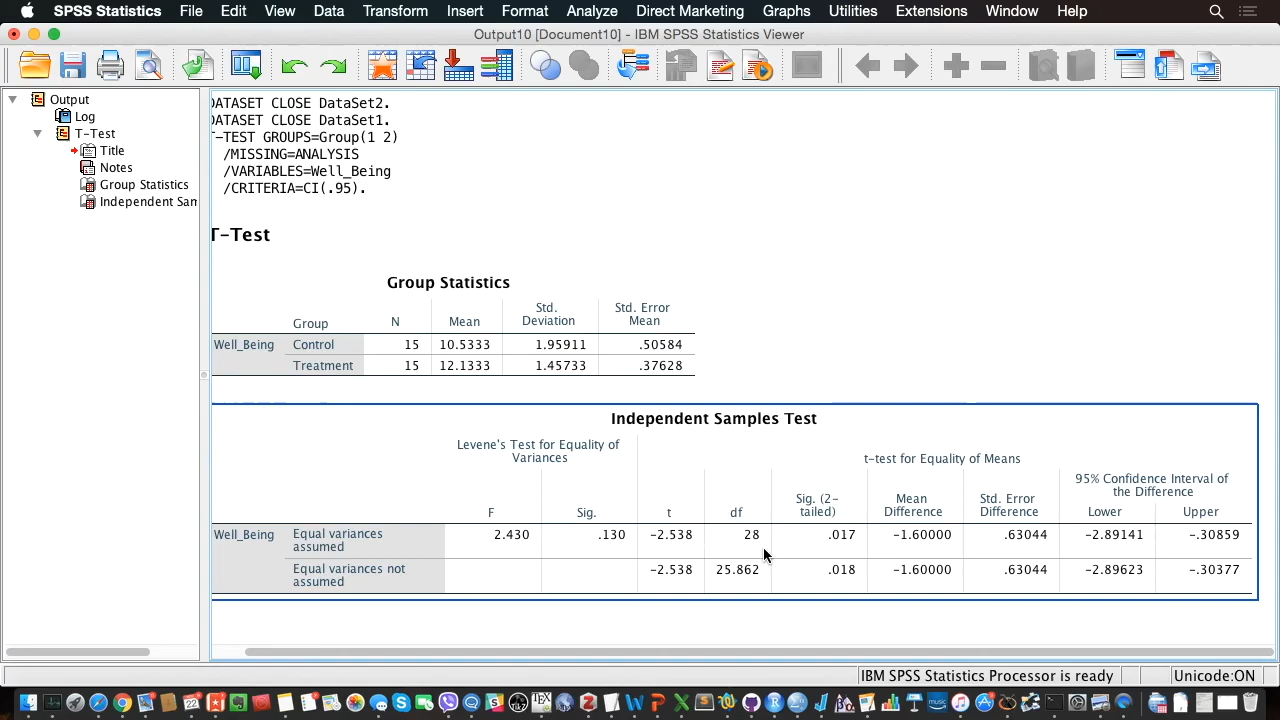 SPSS Statistics File Edit View Data Transform Insert Format Analyze Direct Marketing Graphs Utilities Extensions Window Help
Output10 [Document10] - IBM SPSS Statistics Viewer
Output
Log
T-Test
Title
Notes
Group Statistics
Independent Sam
DATASET CLOSE DataSet2.
DATASET CLOSE DataSet1.
T-TEST GROUPS=Group(1 2)
/MISSING=ANALYSIS
/VARIABLES=Well_Being
/CRITERIA=CI(.95).
T-Test
Group Statistics
Group N Mean Std. Deviation Std. Error Mean
Well_Being Control 15 10.5333 1.95911 .50584
Treatment 15 12.1333 1.45733 .37628
Independent Samples Test
Levene's Test for Equality of Variances t-test for Equality of Means
95% Confidence Interval of the Difference
F Sig. t df Sig. (2-tailed) Mean Difference Std. Error Difference Lower Upper
Well_Being Equal variances assumed 2.430 .130 -2.538 28 .017 -1.60000 .63044 -2.89141 -.30859
Equal variances not assumed -2.538 25.862 .018 -1.60000 .63044 -2.89623 -.30377
IBM SPSS Statistics Processor is ready Unicode:ON